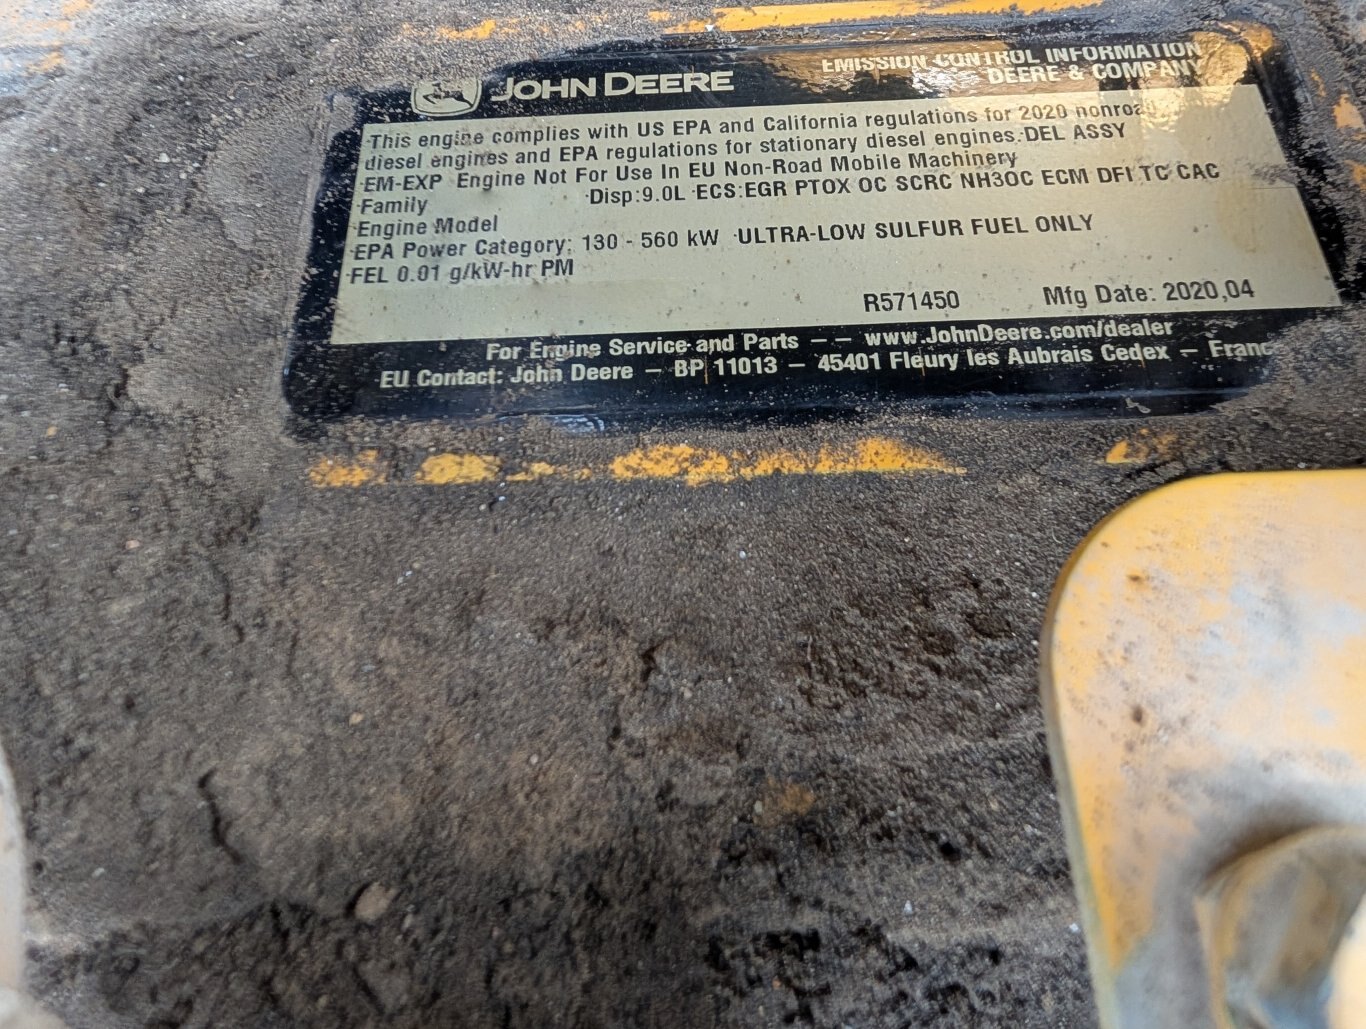 JOHN DEERE
EMISSION CONTROL INFORMATION
DEERE & COMPANY
This engine complies with US EPA and California regulations for 2020 nonroad
diesel engines and EPA regulations for stationary diesel engines. DEL ASSY
EM-EXP Engine Not For Use In EU Non-Road Mobile Machinery
Family Disp:9.0L ECS:EGR PTOX OC SCRC NH3OC ECM DFI TC CAC
Engine Model
EPA Power Category: 130 - 560 kW ULTRA-LOW SULFUR FUEL ONLY
FEL 0.01 g/kW-hr PM
R571450 Mfg Date: 2020,04
For Engine Service and Parts -- www.JohnDeere.com/dealer
EU Contact: John Deere – BP 11013 – 45401 Fleury les Aubrais Cedex – Franc